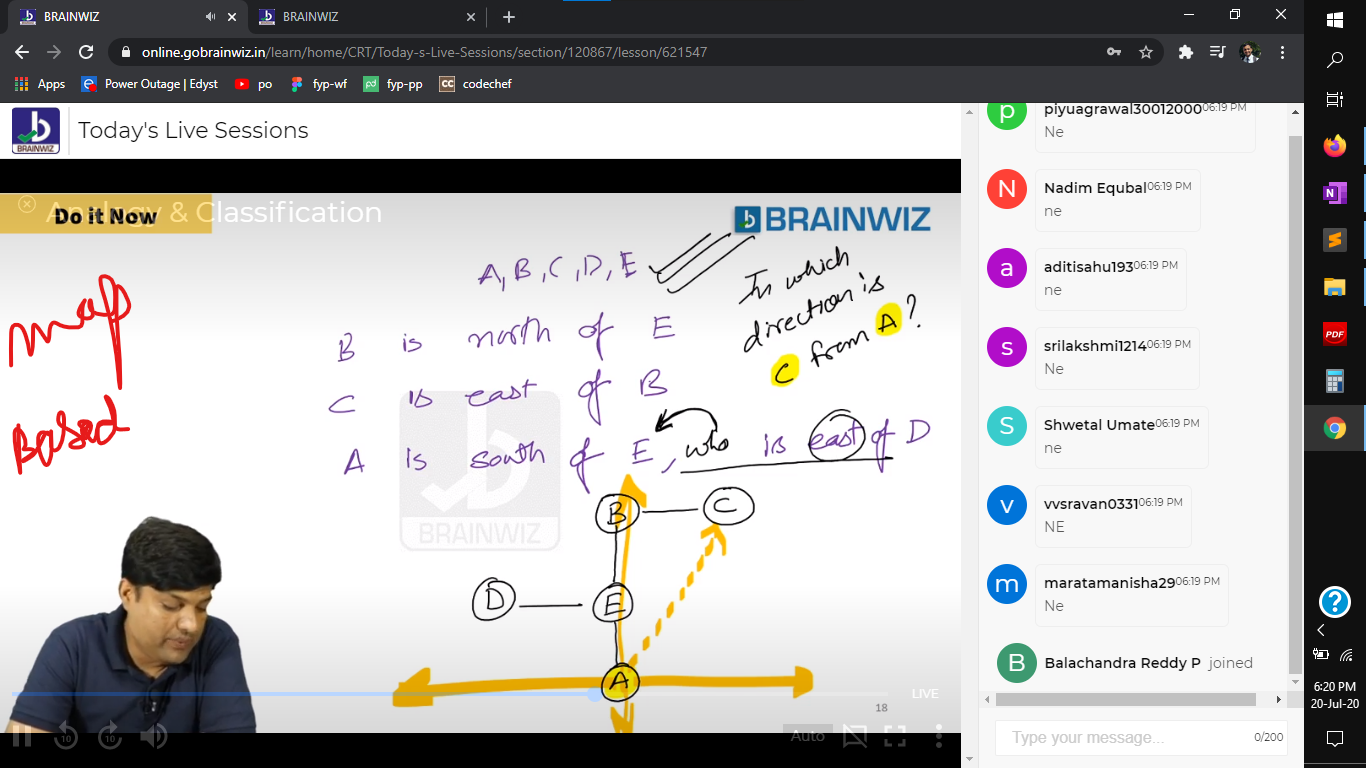 BRAINWIZ
BRAINWIZ
online.gobrainwiz.in/learn/home/CRT/Today-s-Live-Sessions/section/120867/lesson/621547
Apps
Power Outage | Edyst
po
fyp-wf
fyp-pp
codechef
BRAINWIZ
Today's Live Sessions
Do it Now
Analogy & Classification
BRAINWIZ
A, B, C, D, E
In which
direction is
C from A?
Map
Based
B is north of E
C is east of B
A is south of E, who is east of D
BRAINWIZ
B C
D E
A
LIVE
18
10 10
Auto
p
piyuagrawal30012000 06:19 PM
Ne
N
Nadim Equbal 06:19 PM
ne
a
aditisahu193 06:19 PM
ne
s
srilakshmi1214 06:19 PM
Ne
S
Shwetal Umate 06:19 PM
ne
v
vvsravan0331 06:19 PM
NE
m
maratamanisha29 06:19 PM
Ne
B
Balachandra Reddy P joined
Type your message...
0/200
PDF
6:20 PM
20-Jul-20